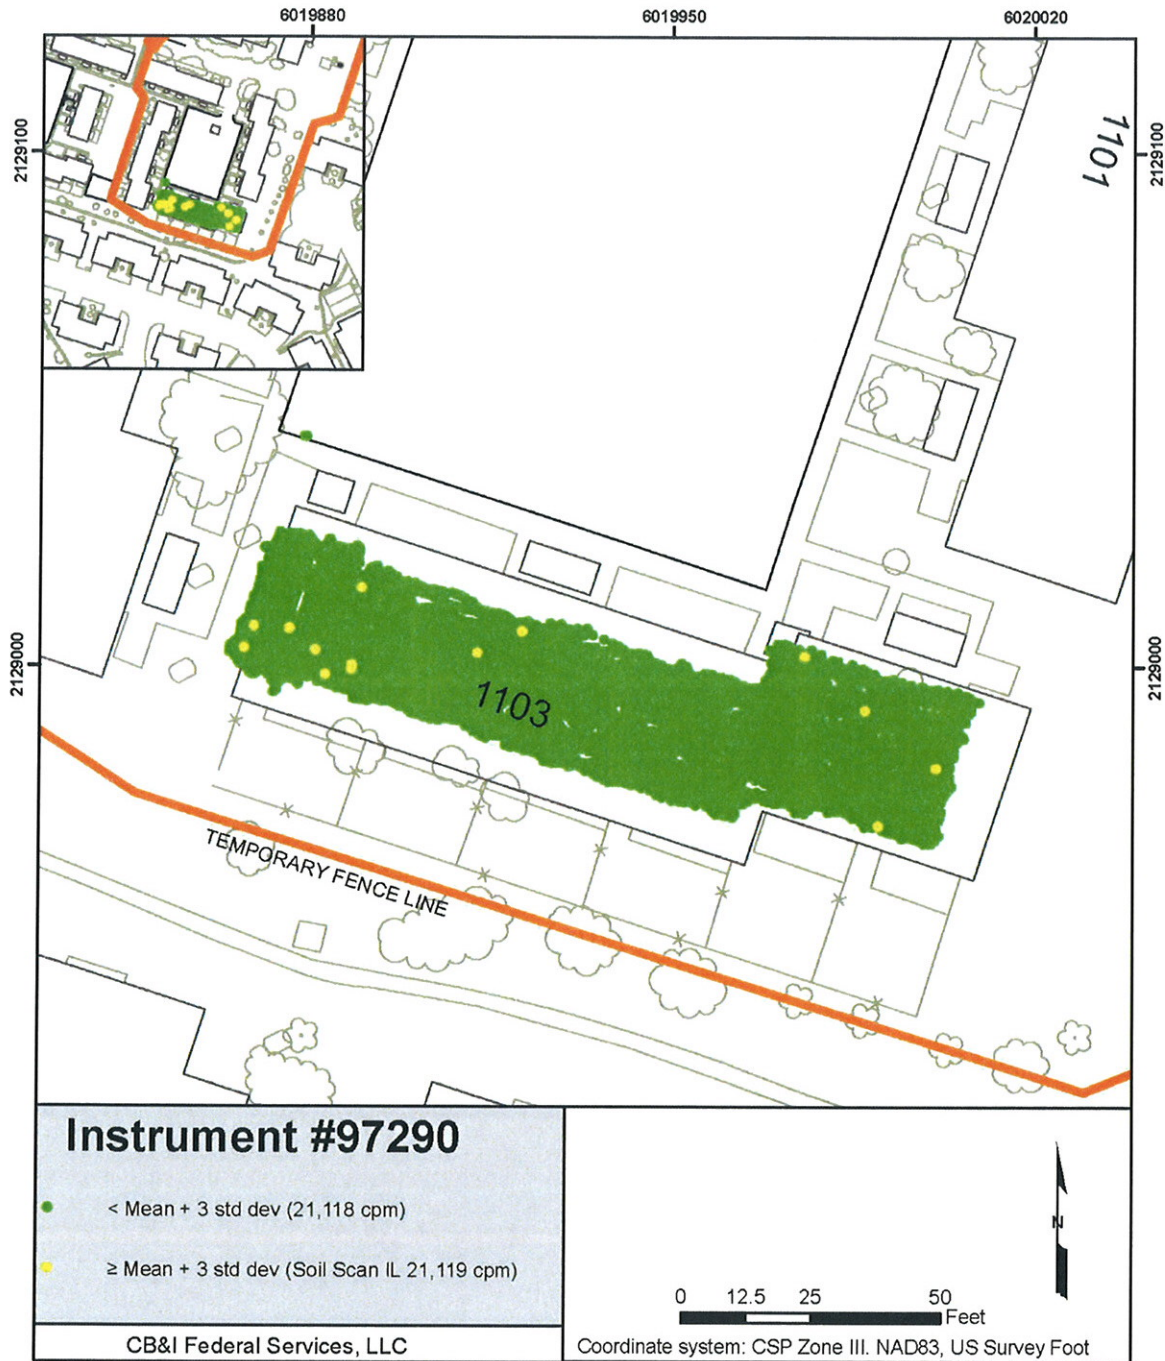 6019880 6019950 6020020
2129100 2129100
1101
2129000 2129000
1103
TEMPORARY FENCE LINE
Instrument #97290
< Mean + 3 std dev (21,118 cpm)
≥ Mean + 3 std dev (Soil Scan IL 21,119 cpm)
CB&I Federal Services, LLC
N
0 12.5 25 50
Feet
Coordinate system: CSP Zone III. NAD83, US Survey Foot